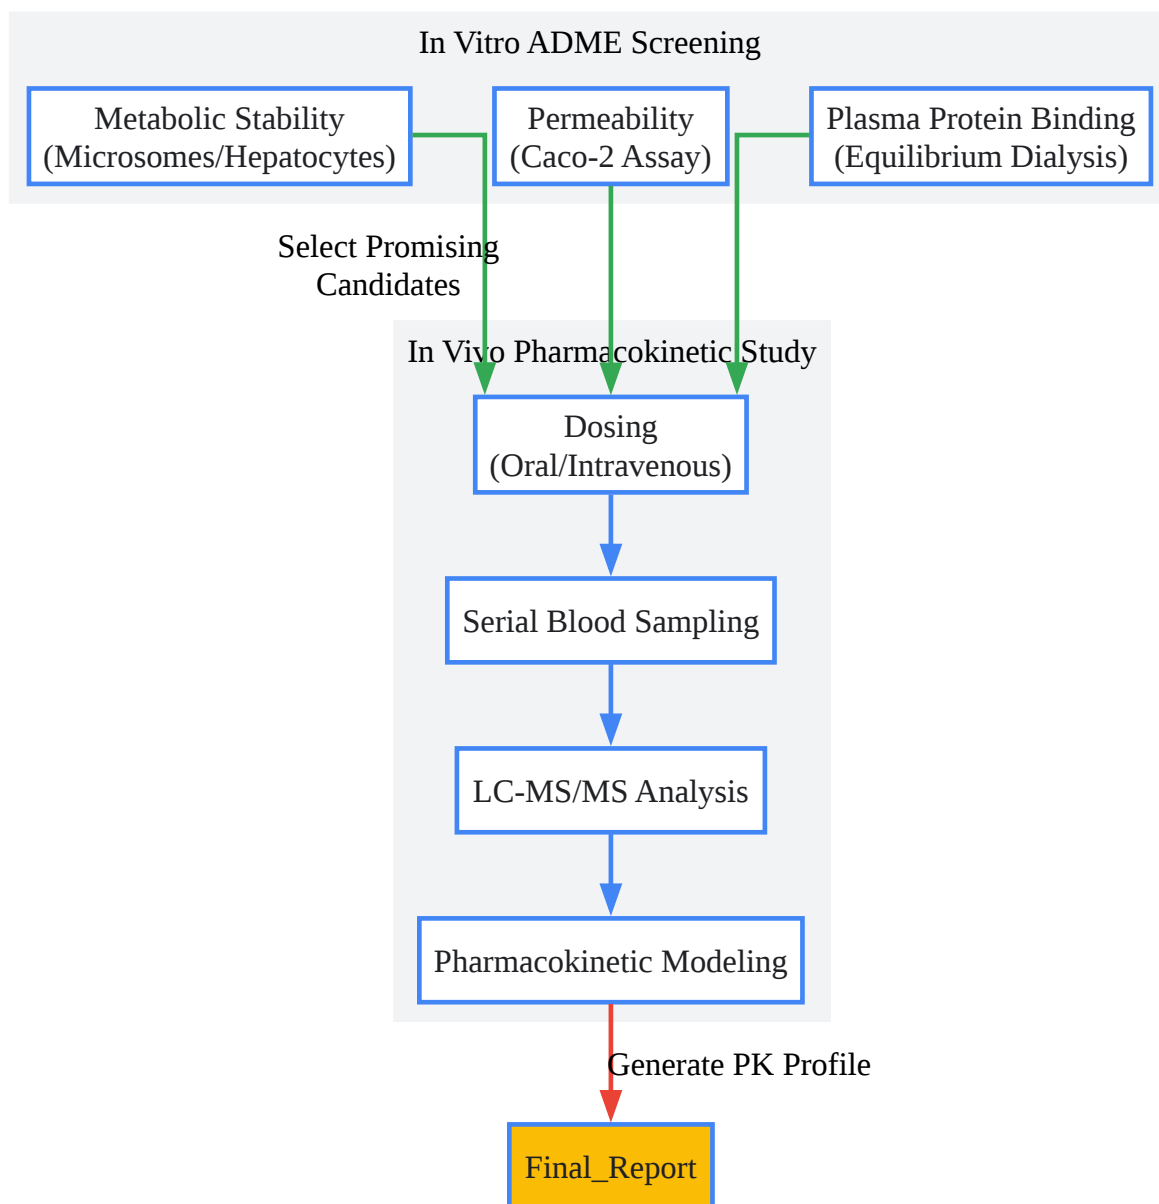 In Vitro ADME Screening
Metabolic Stability
(Microsomes/Hepatocytes)
Permeability
(Caco-2 Assay)
Plasma Protein Binding
(Equilibrium Dialysis)
Select Promising
Candidates
In Vivo Pharmacokinetic Study
Dosing
(Oral/Intravenous)
Serial Blood Sampling
LC-MS/MS Analysis
Pharmacokinetic Modeling
Generate PK Profile
Final_Report